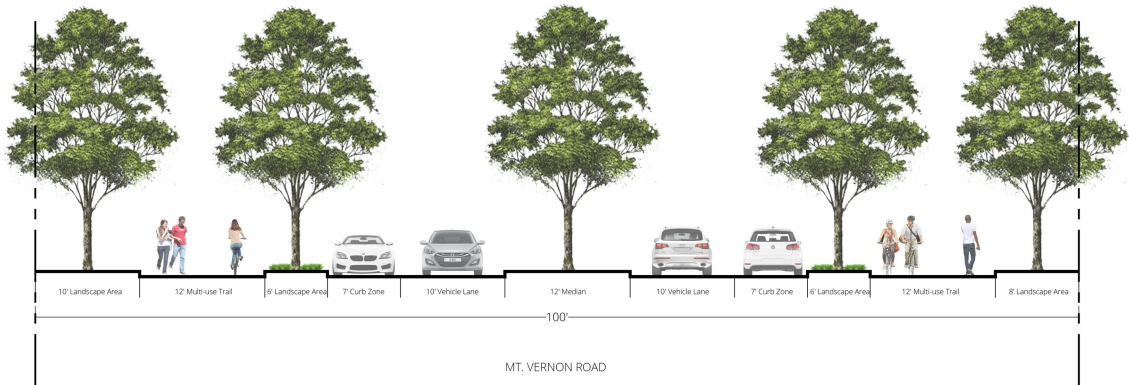 10' Landscape Area
12' Multi-use Trail
6' Landscape Area
7' Curb Zone
10' Vehicle Lane
12' Median
10' Vehicle Lane
7' Curb Zone
6' Landscape Area
12' Multi-use Trail
8' Landscape Area
100'
MT. VERNON ROAD